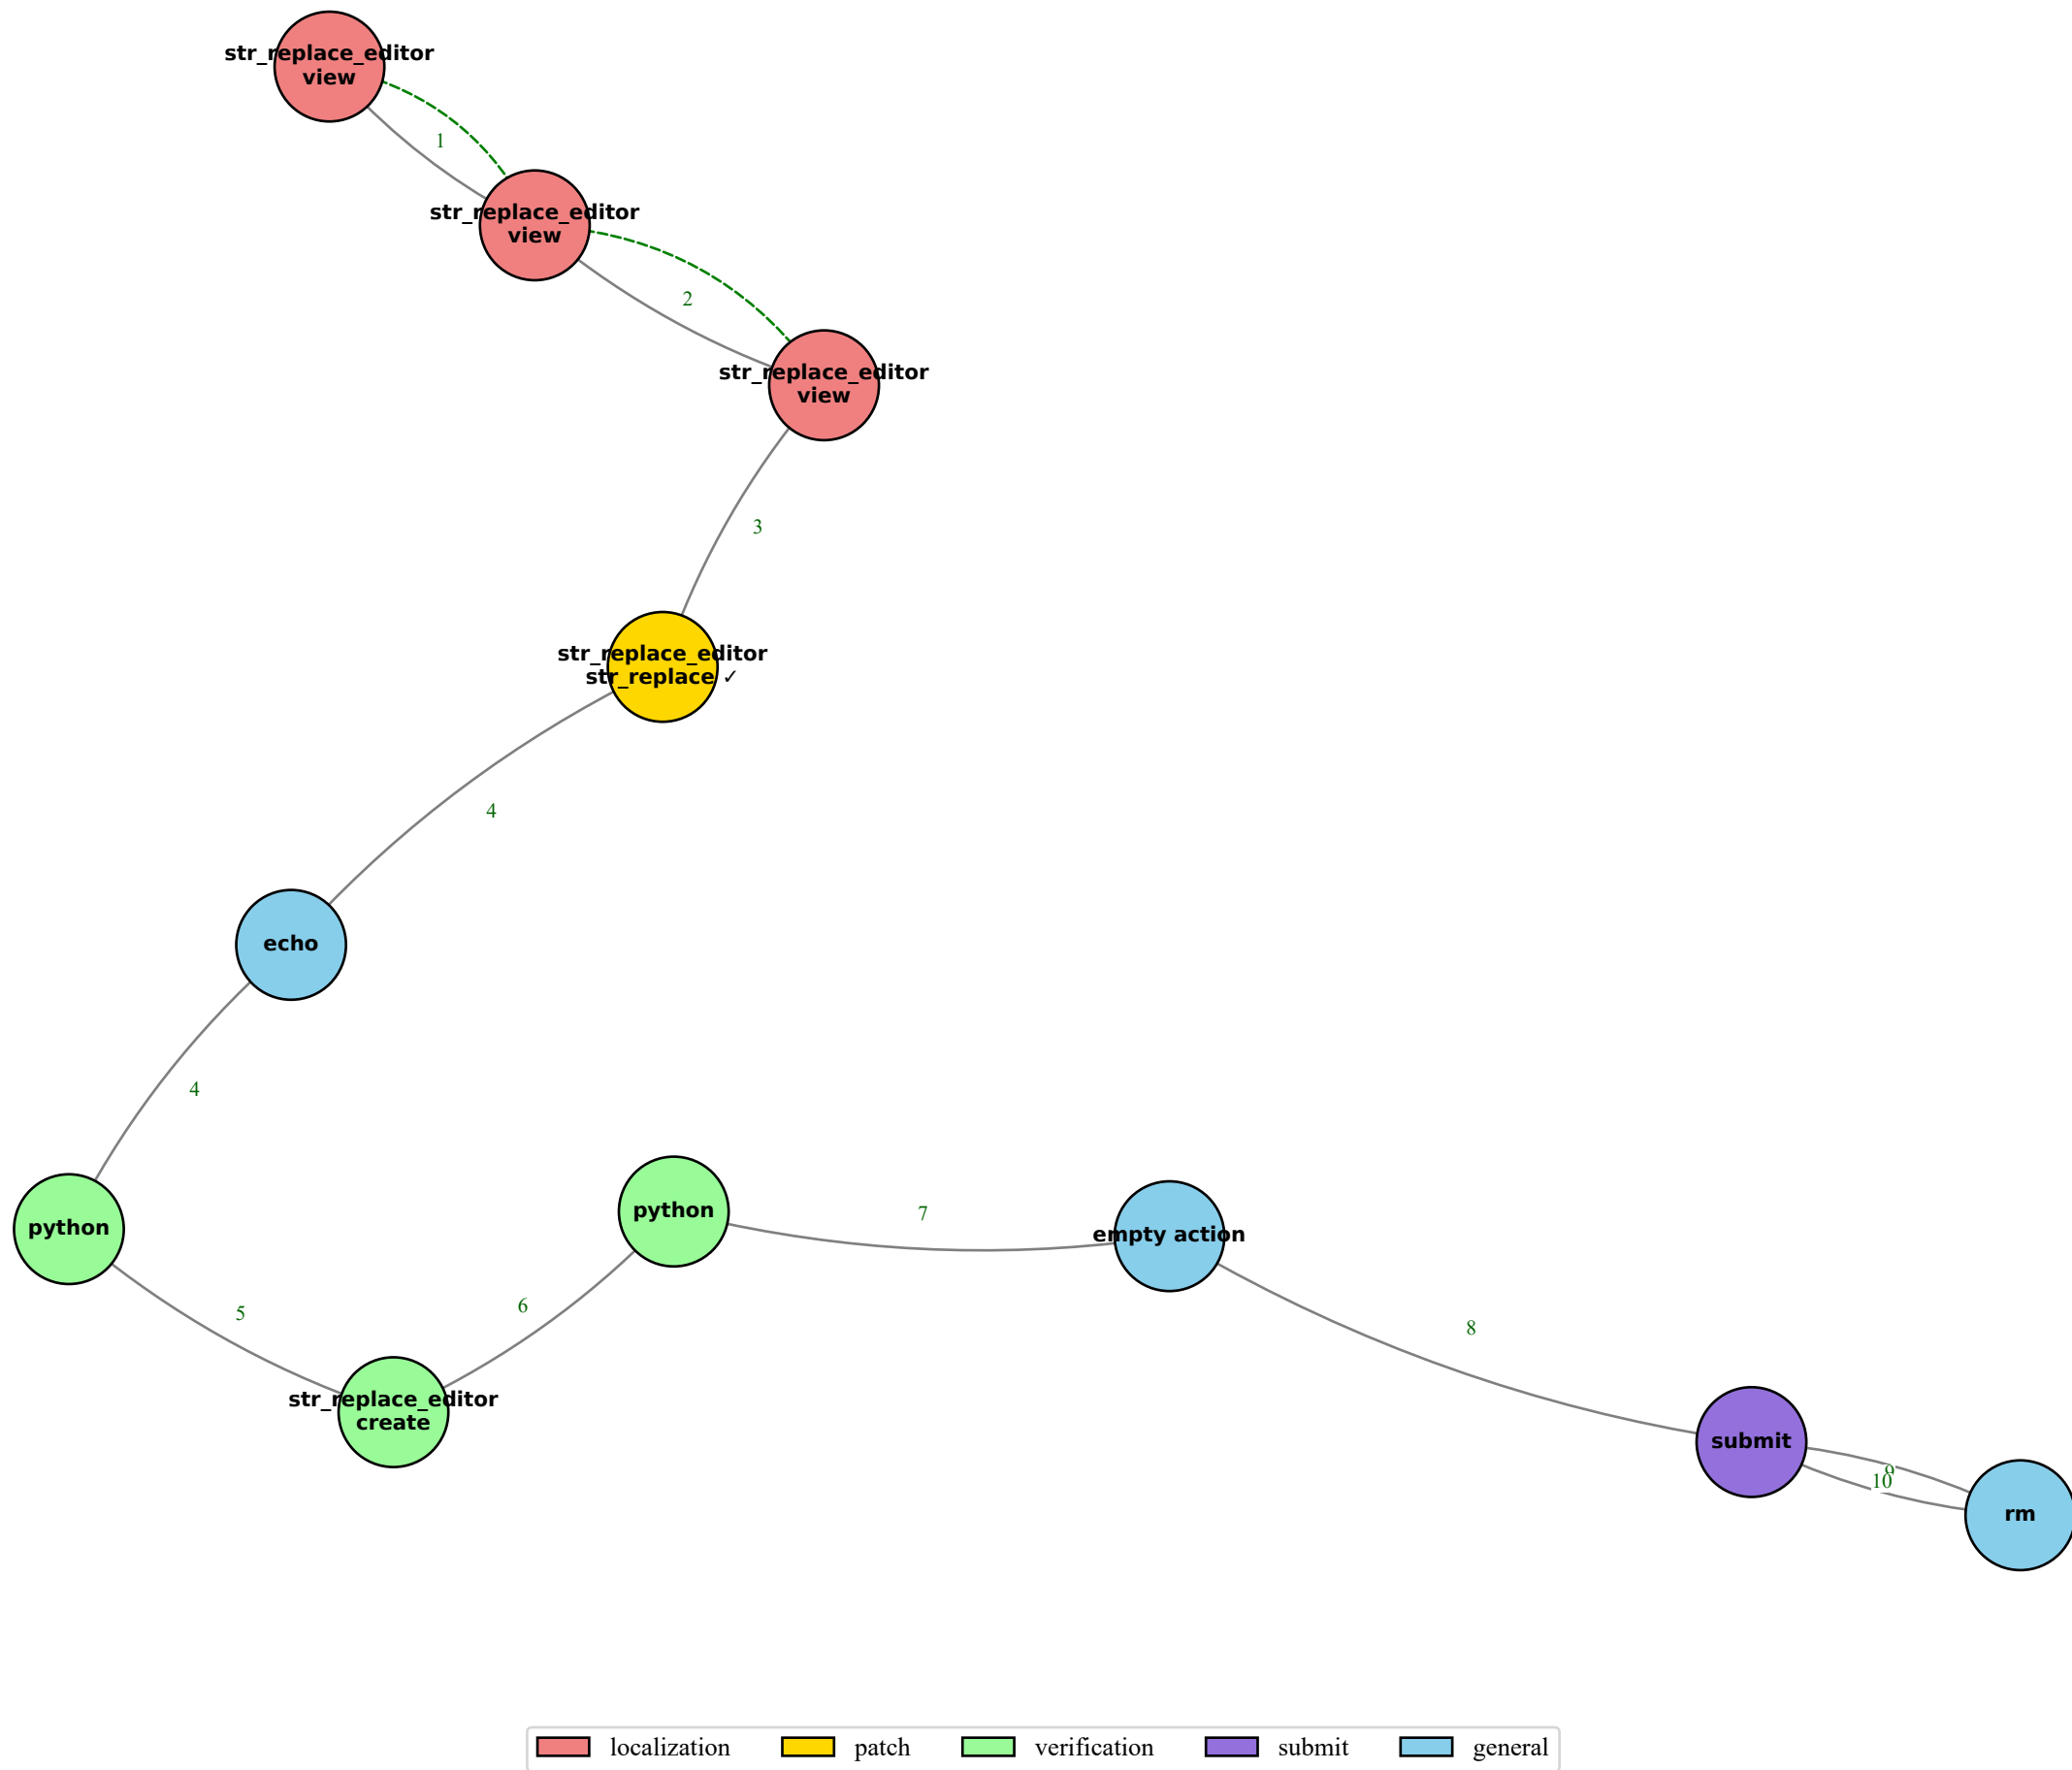 str_replace_editor
view
1
str_replace_editor
view
2
str_replace_editor
view
3
str_replace_editor
str_replace ✓
4
echo
4
python
5
str_replace_editor
create
6
python
7
empty action
8
submit
9
10
rm
localization
patch
verification
submit
general